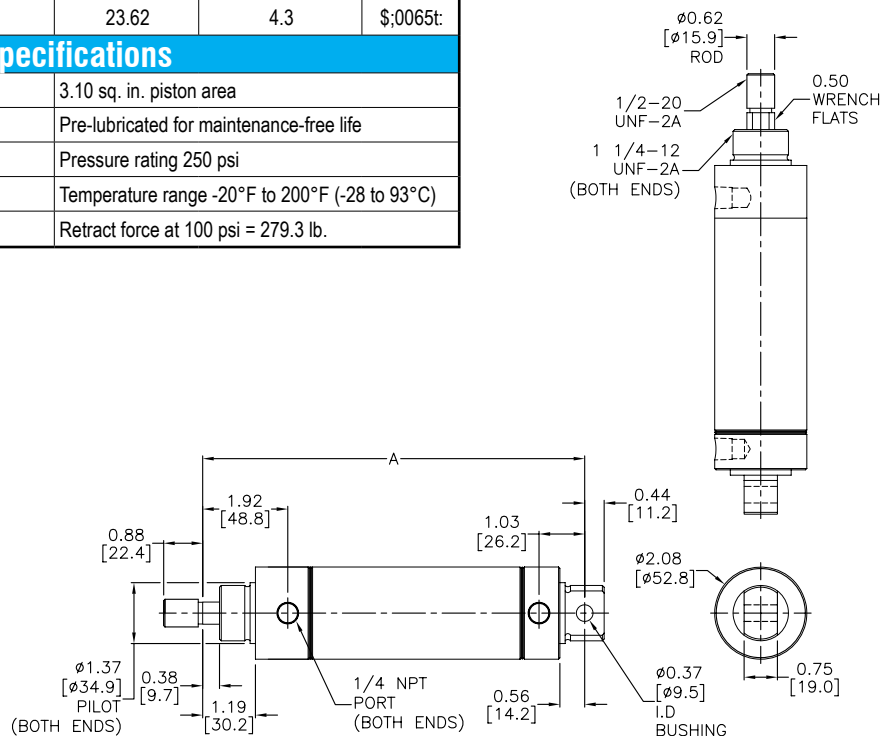 23.62 4.3 $;0065t:
pecifications
3.10 sq. in. piston area
Pre-lubricated for maintenance-free life
Pressure rating 250 psi
Temperature range -20°F to 200°F (-28 to 93°C)
Retract force at 100 psi = 279.3 lb.
ø0.62
[ø15.9]
ROD
1/2-20
UNF-2A
0.50
WRENCH
FLATS
1 1/4-12
UNF-2A
(BOTH ENDS)
A
1.92
[48.8]
0.88
[22.4]
1.03
[26.2]
0.44
[11.2]
ø2.08
[ø52.8]
ø1.37
[ø34.9]
PILOT
(BOTH ENDS)
0.38
[9.7]
1.19
[30.2]
1/4 NPT
PORT
(BOTH ENDS)
0.56
[14.2]
ø0.37
[ø9.5]
I.D
BUSHING
0.75
[19.0]